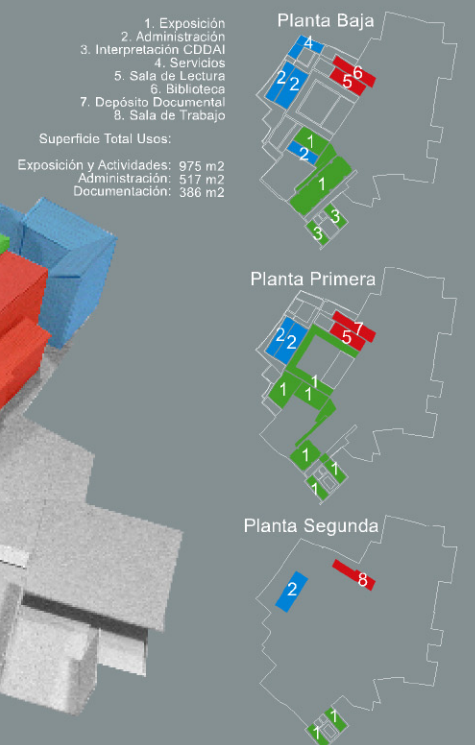 1. Exposición
2. Administración
3. Interpretación CDDAI
4. Servicios
5. Sala de Lectura
6. Biblioteca
7. Depósito Documental
8. Sala de Trabajo
Superficie Total Usos:
Exposición y Actividades: 975 m2
Administración: 517 m2
Documentación: 386 m2
Planta Baja
4
6
2 2 5
1
2
1
3
3
Planta Primera
7
2 2 5
1
1 1
1
1
1
Planta Segunda
8
2
1
1